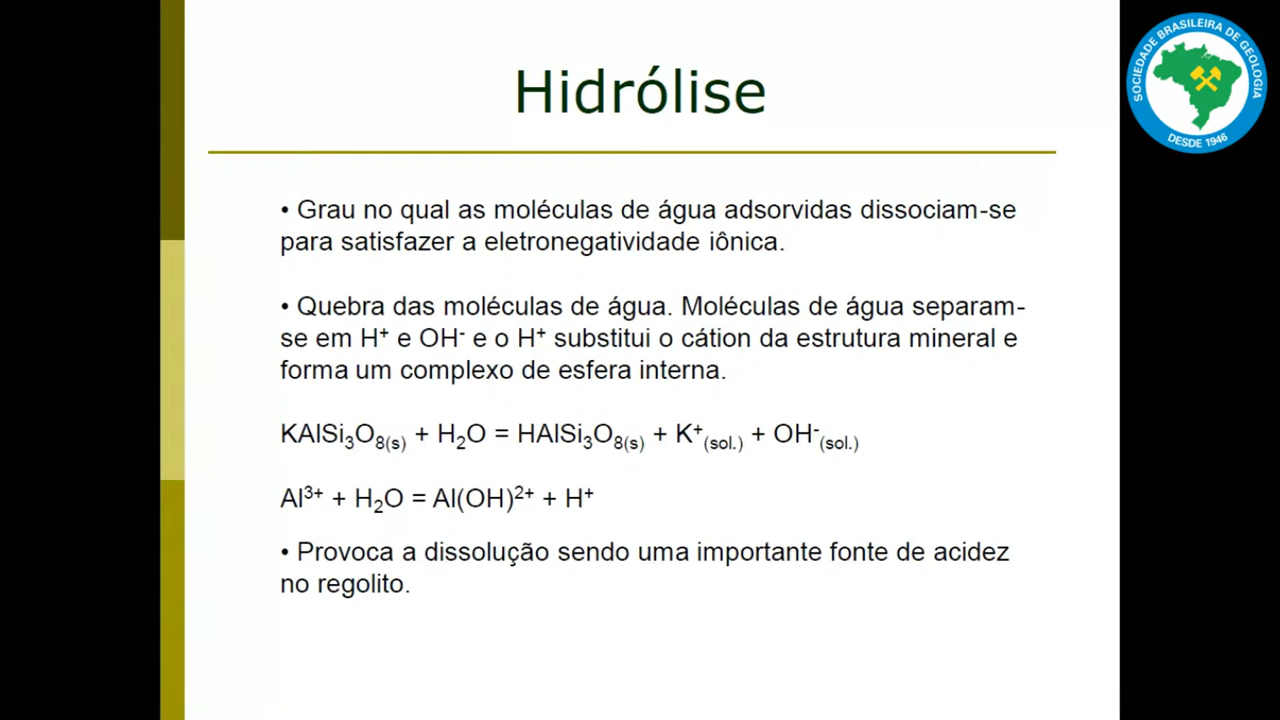 Hidrólise
SOCIEDADE BRASILEIRA DE GEOLOGIA
DESDE 1946
• Grau no qual as moléculas de água adsorvidas dissociam-se
para satisfazer a eletronegatividade iônica.
• Quebra das moléculas de água. Moléculas de água separam-
se em H⁺ e OH⁻ e o H⁺ substitui o cátion da estrutura mineral e
forma um complexo de esfera interna.
KAlSi₃O₈₍ₛ₎ + H₂O = HAlSi₃O₈₍ₛ₎ + K⁺(sol.) + OH⁻(sol.)
Al³⁺ + H₂O = Al(OH)²⁺ + H⁺
• Provoca a dissolução sendo uma importante fonte de acidez
no regolito.